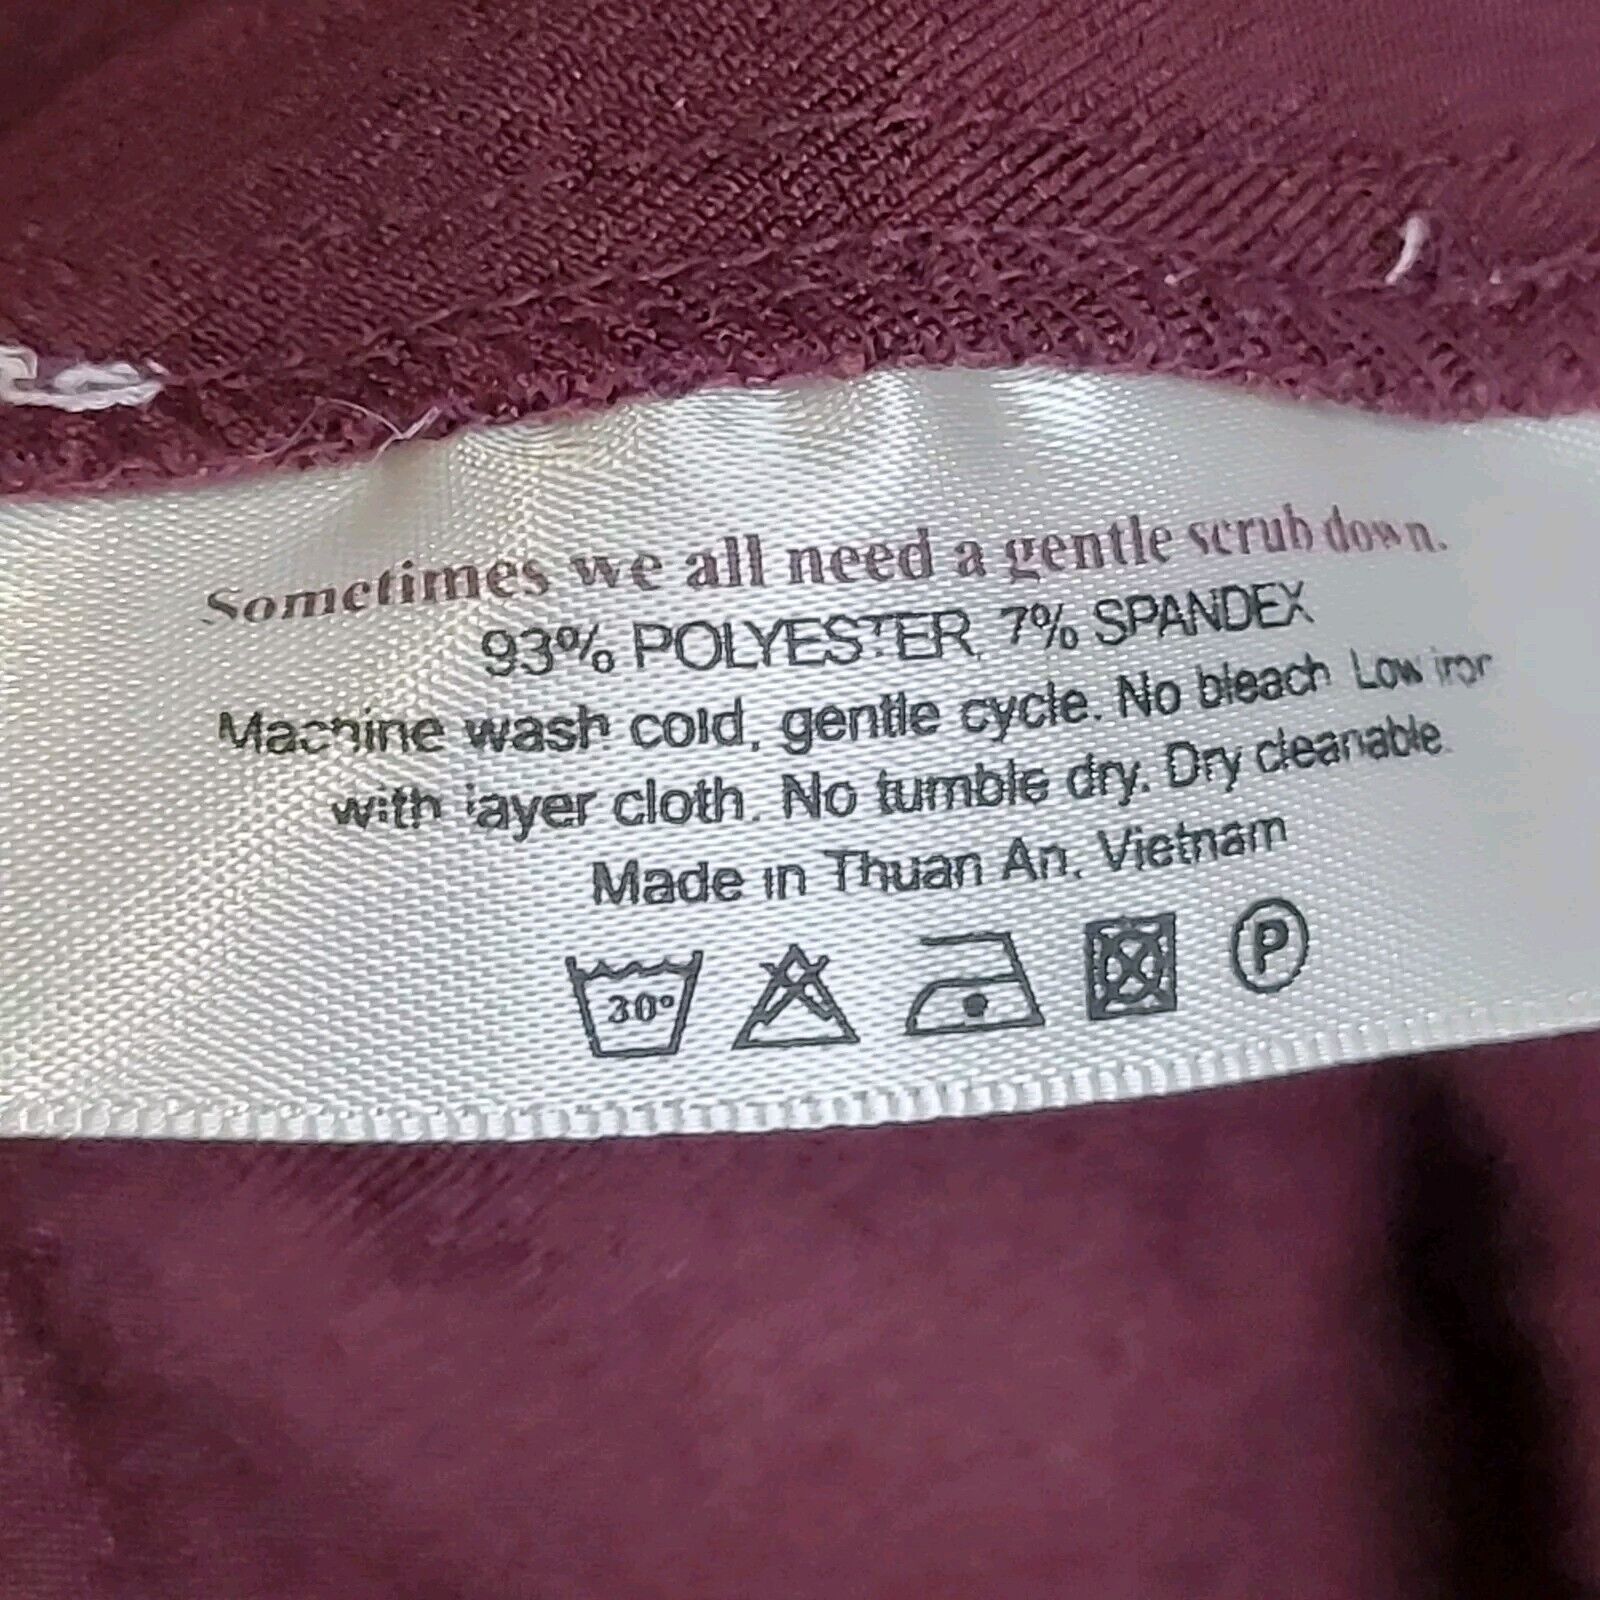 Sometimes we all need a gentle scrub down.
93% POLYESTER, 7% SPANDEX
Machine wash cold, gentle cycle. No bleach. Low iron
with layer cloth. No tumble dry. Dry cleanable.
Made in Thuan An, Vietnam
30° P